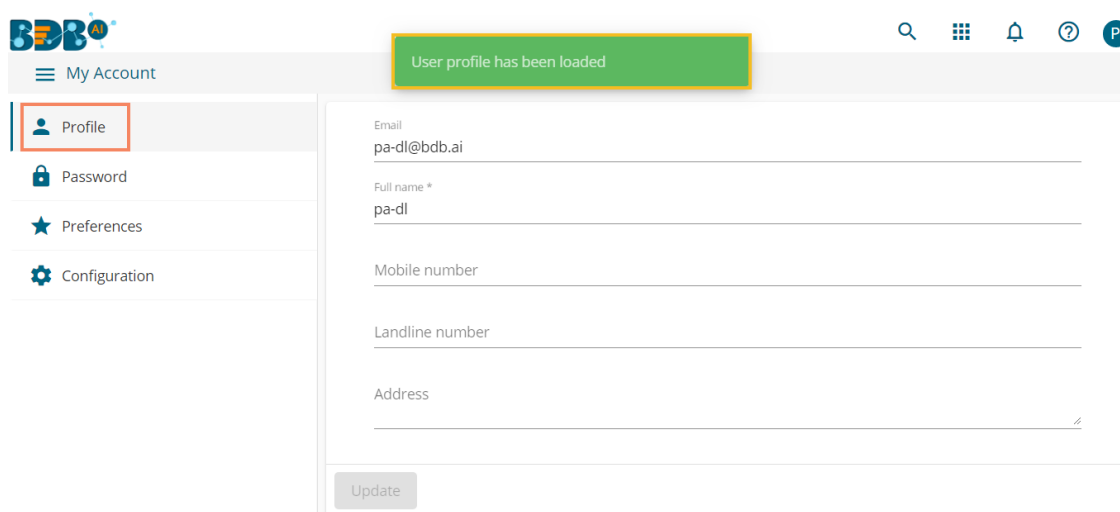 BDB AI
P
User profile has been loaded
My Account
Profile
Password
Preferences
Configuration
Email
pa-dl@bdb.ai
Full name *
pa-dl
Mobile number
Landline number
Address
Update